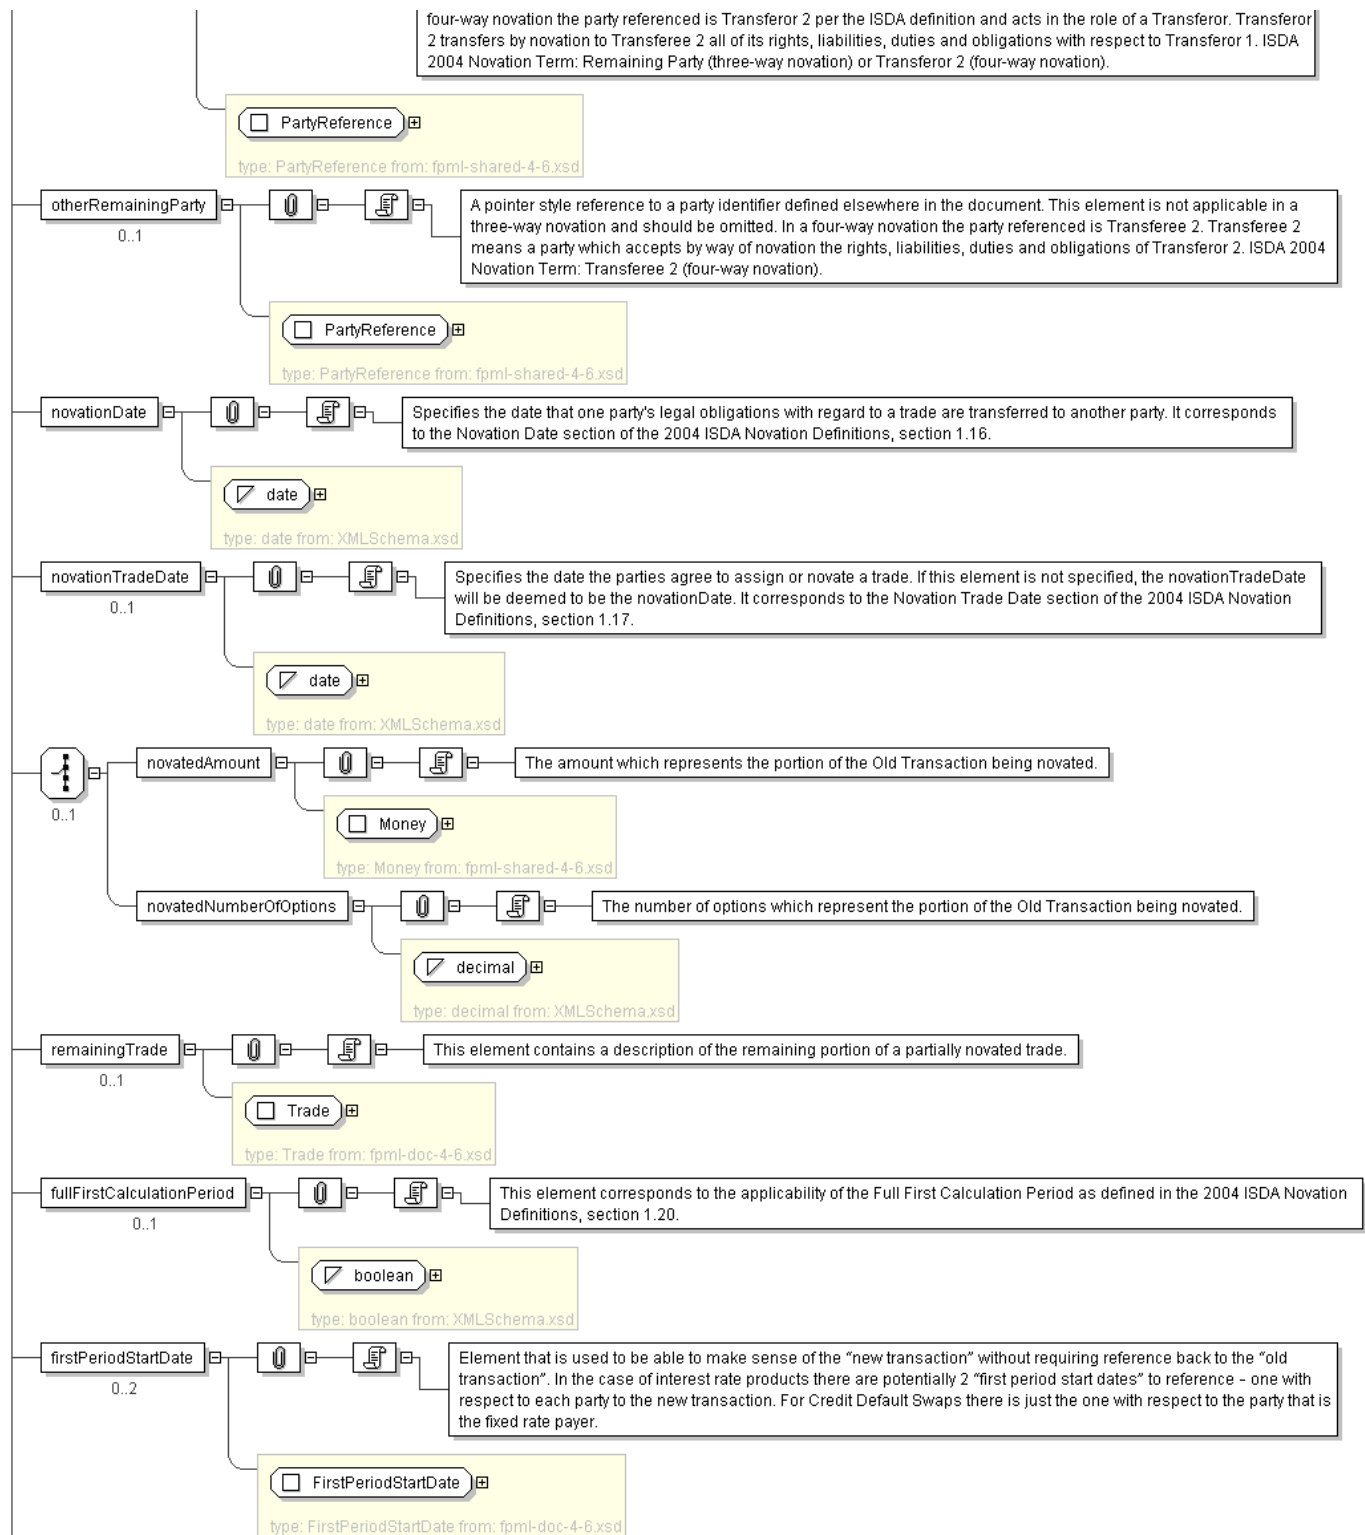 four-way novation the party referenced is Transferor 2 per the ISDA definition and acts in the role of a Transferor. Transferor
2 transfers by novation to Transferee 2 all of its rights, liabilities, duties and obligations with respect to Transferor 1. ISDA
2004 Novation Term: Remaining Party (three-way novation) or Transferor 2 (four-way novation).
PartyReference
type: PartyReference from: fpml-shared-4-6.xsd
otherRemainingParty
0..1
A pointer style reference to a party identifier defined elsewhere in the document. This element is not applicable in a
three-way novation and should be omitted. In a four-way novation the party referenced is Transferee 2. Transferee 2
means a party which accepts by way of novation the rights, liabilities, duties and obligations of Transferor 2. ISDA 2004
Novation Term: Transferee 2 (four-way novation).
PartyReference
type: PartyReference from: fpml-shared-4-6.xsd
novationDate
Specifies the date that one party's legal obligations with regard to a trade are transferred to another party. It corresponds
to the Novation Date section of the 2004 ISDA Novation Definitions, section 1.16.
date
type: date from: XMLSchema.xsd
novationTradeDate
0..1
Specifies the date the parties agree to assign or novate a trade. If this element is not specified, the novationTradeDate
will be deemed to be the novationDate. It corresponds to the Novation Trade Date section of the 2004 ISDA Novation
Definitions, section 1.17.
date
type: date from: XMLSchema.xsd
0..1
novatedAmount
The amount which represents the portion of the Old Transaction being novated.
Money
type: Money from: fpml-shared-4-6.xsd
novatedNumberOfOptions
The number of options which represent the portion of the Old Transaction being novated.
decimal
type: decimal from: XMLSchema.xsd
remainingTrade
0..1
This element contains a description of the remaining portion of a partially novated trade.
Trade
type: Trade from: fpml-doc-4-6.xsd
fullFirstCalculationPeriod
0..1
This element corresponds to the applicability of the Full First Calculation Period as defined in the 2004 ISDA Novation
Definitions, section 1.20.
boolean
type: boolean from: XMLSchema.xsd
firstPeriodStartDate
0..2
Element that is used to be able to make sense of the “new transaction” without requiring reference back to the “old
transaction”. In the case of interest rate products there are potentially 2 “first period start dates” to reference – one with
respect to each party to the new transaction. For Credit Default Swaps there is just the one with respect to the party that is
the fixed rate payer.
FirstPeriodStartDate
type: FirstPeriodStartDate from: fpml-doc-4-6.xsd